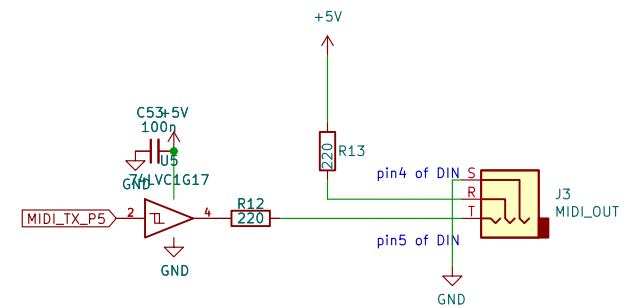 +5V
C53
+5V
100n
U5
74LVC1G17
GND
MIDI_TX_P5
2
4
R12
220
GND
220
R13
pin4 of DIN
S
R
T
pin5 of DIN
J3
MIDI_OUT
GND